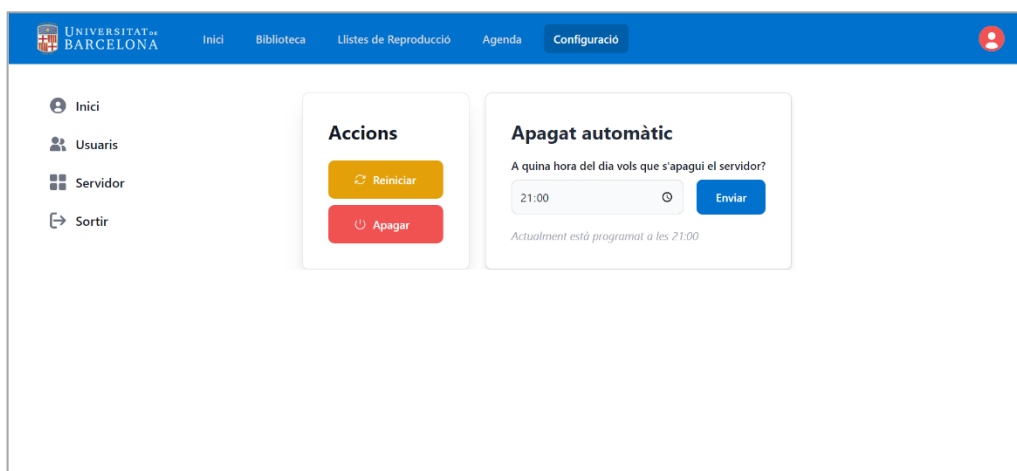 UNIVERSITAT DE
BARCELONA
Inici
Biblioteca
Llistes de Reproducció
Agenda
Configuració
Inici
Usuaris
Servidor
Sortir
Accions
Reiniciar
Apagar
Apagat automàtic
A quina hora del dia vols que s'apagui el servidor?
21:00
Enviar
Actualment està programat a les 21:00